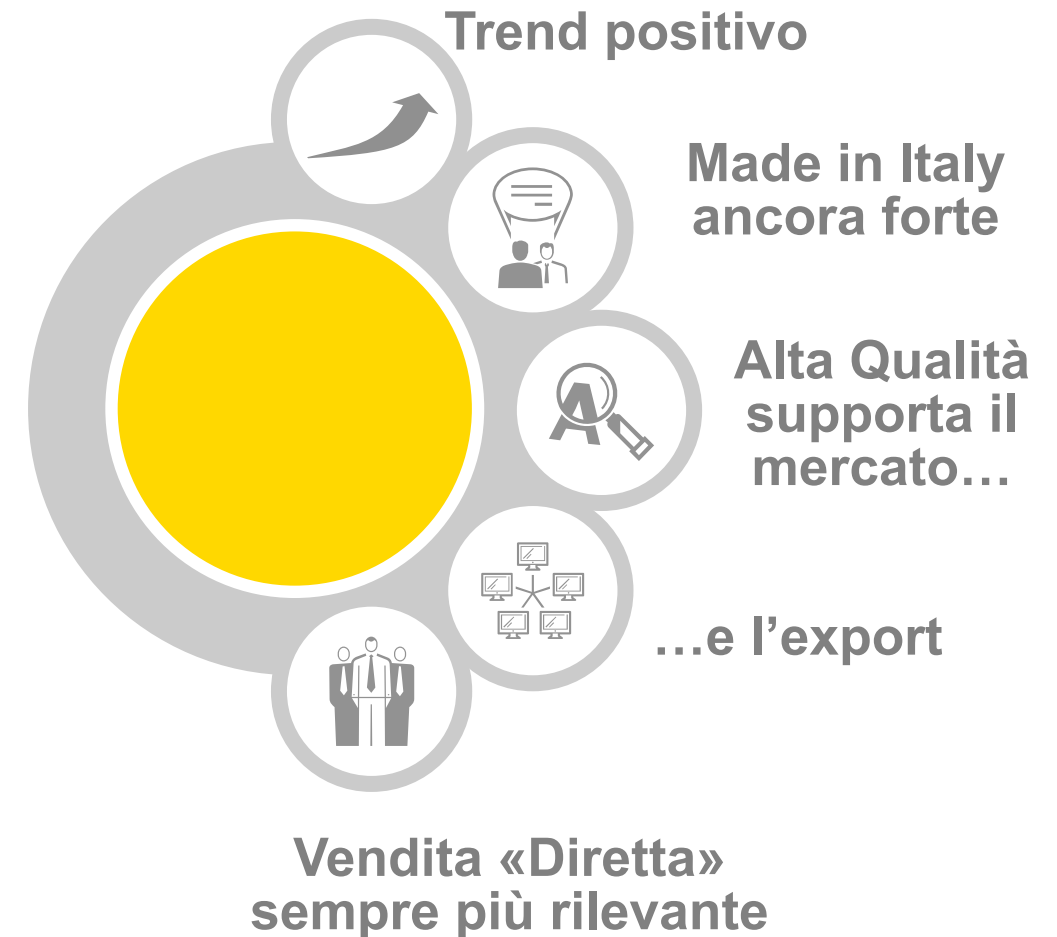 Trend positivo
Made in Italy
ancora forte
Alta Qualità
supporta il
mercato…
…e l’export
Vendita «Diretta»
sempre più rilevante